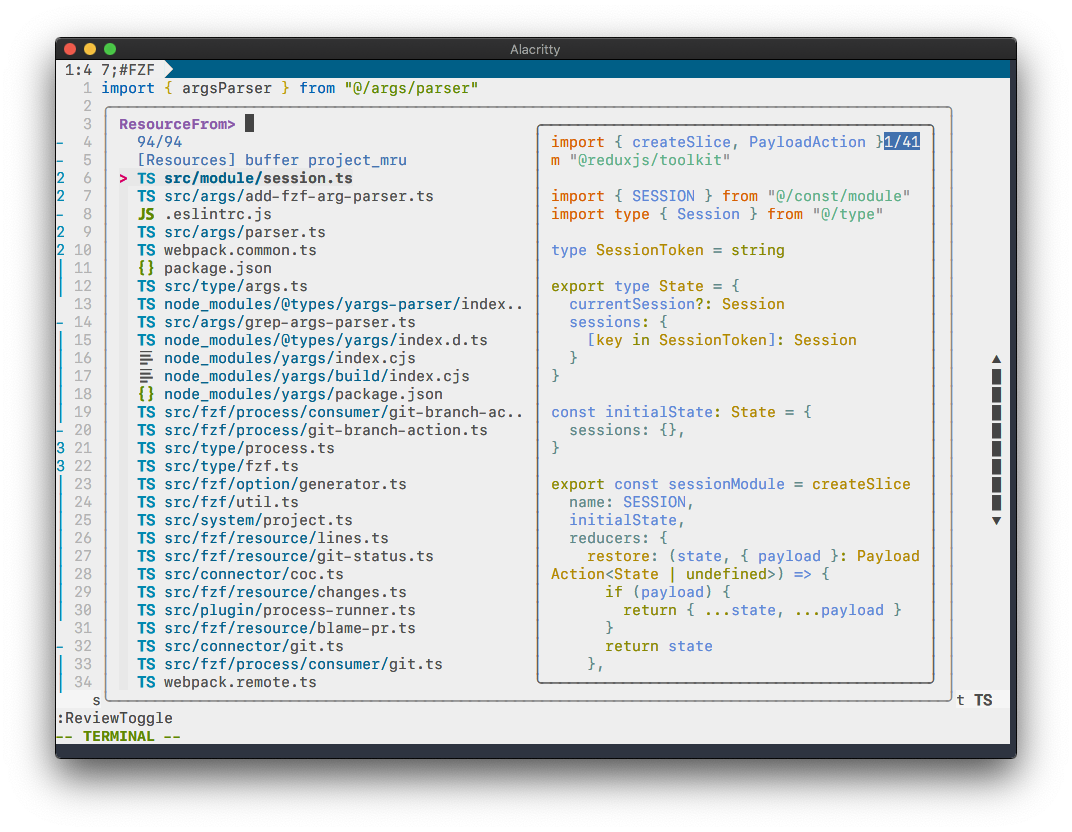 Alacritty
1:4 7;#FZF
1 import { argsParser } from "@/args/parser"
2
3 ResourceFrom>
– 4 94/94
– 5 [Resources] buffer project_mru
2 6 > TS src/module/session.ts
2 7 TS src/args/add-fzf-arg-parser.ts
– 8 JS .eslintrc.js
2 9 TS src/args/parser.ts
2 10 TS webpack.common.ts
11 {} package.json
12 TS src/type/args.ts
13 TS node_modules/@types/yargs-parser/index..
– 14 TS src/args/grep-args-parser.ts
15 TS node_modules/@types/yargs/index.d.ts
16 node_modules/yargs/index.cjs
17 node_modules/yargs/build/index.cjs
18 {} node_modules/yargs/package.json
19 TS src/fzf/process/consumer/git-branch-ac..
– 20 TS src/fzf/process/git-branch-action.ts
3 21 TS src/type/process.ts
3 22 TS src/type/fzf.ts
23 TS src/fzf/option/generator.ts
24 TS src/fzf/util.ts
25 TS src/system/project.ts
26 TS src/fzf/resource/lines.ts
27 TS src/fzf/resource/git-status.ts
28 TS src/connector/coc.ts
29 TS src/fzf/resource/changes.ts
30 TS src/plugin/process-runner.ts
31 TS src/fzf/resource/blame-pr.ts
– 32 TS src/connector/git.ts
33 TS src/fzf/process/consumer/git.ts
34 TS webpack.remote.ts
import { createSlice, PayloadAction }1/41
m "@reduxjs/toolkit"
import { SESSION } from "@/const/module"
import type { Session } from "@/type"
type SessionToken = string
export type State = {
currentSession?: Session
sessions: {
[key in SessionToken]: Session
}
}
const initialState: State = {
sessions: {},
}
export const sessionModule = createSlice
name: SESSION,
initialState,
reducers: {
restore: (state, { payload }: Payload
Action<State | undefined>) => {
if (payload) {
return { ...state, ...payload }
}
return state
},
s t TS
:ReviewToggle
-- TERMINAL --